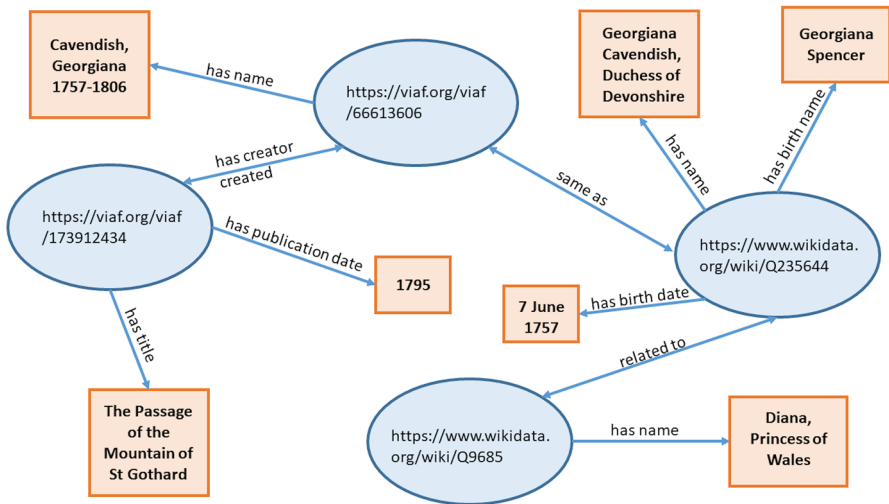 Cavendish,
Georgiana
1757-1806
has name
https://viaf.org/viaf
/66613606
Georgiana
Cavendish,
Duchess of
Devonshire
Georgiana
Spencer
has creator
created
same as
has name
has birth name
https://viaf.org/viaf
/173912434
has publication date
1795
https://www.wikidata.
org/wiki/Q235644
7 June
1757
has birth date
has title
related to
The Passage
of the
Mountain of
St Gothard
https://www.wikidata.
org/wiki/Q9685
has name
Diana,
Princess of
Wales